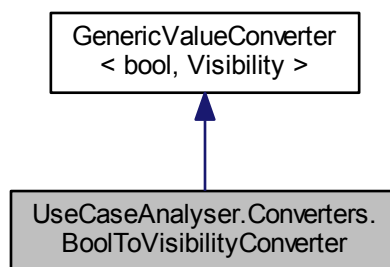 GenericValueConverter
< bool, Visibility >
UseCaseAnalyser.Converters.
BoolToVisibilityConverter